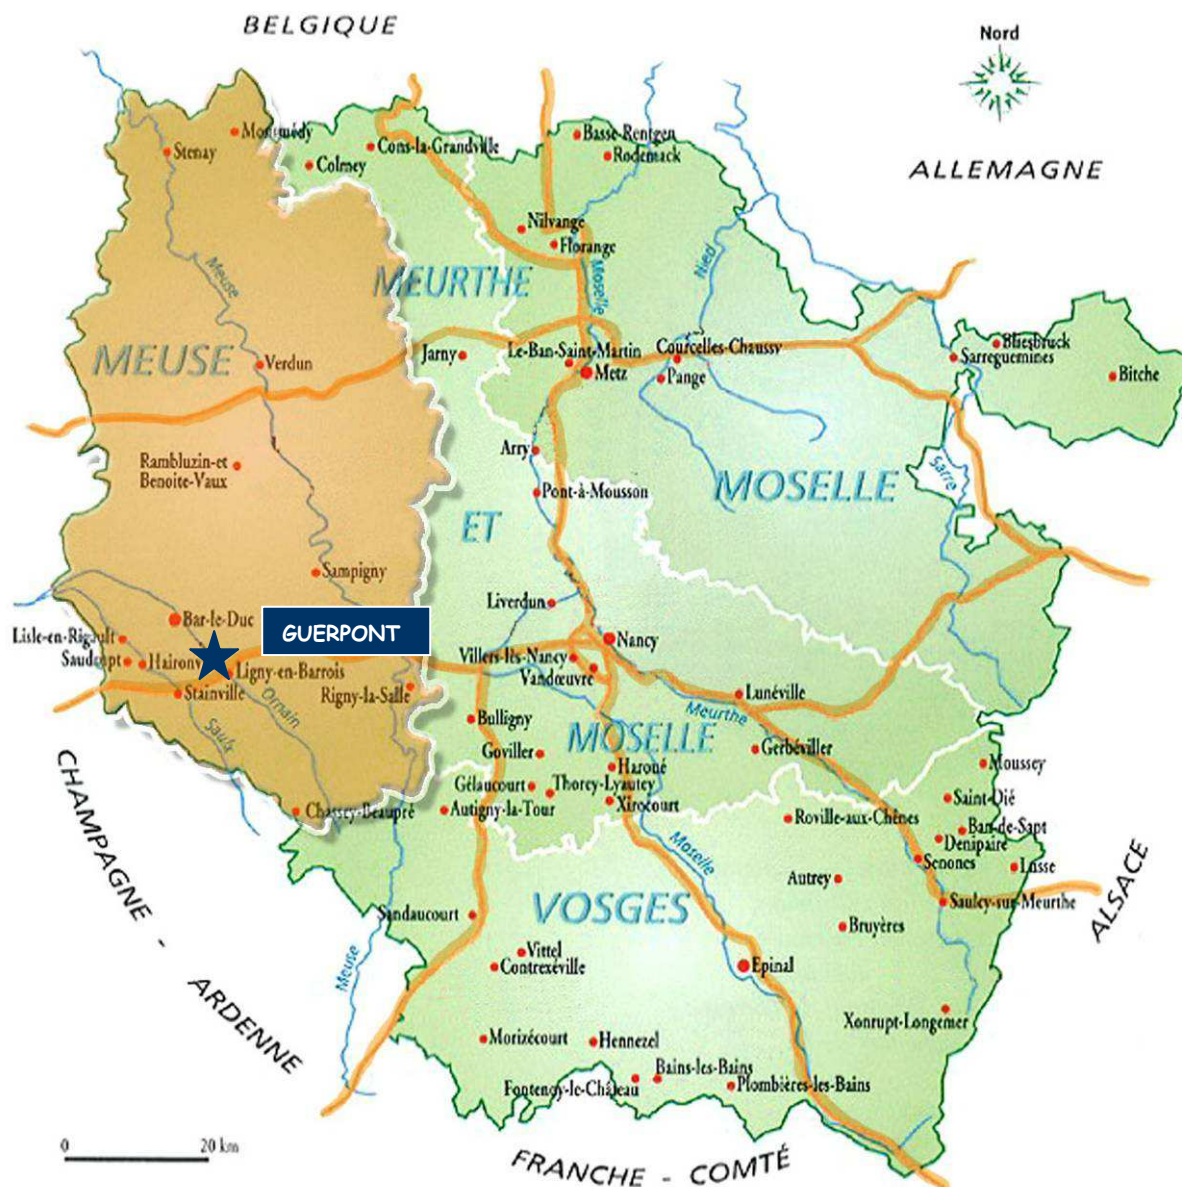 BELGIQUE
Nord
ALLEMAGNE
Montmédy
Stenay
Cons-la-Grandville
Colmey
Basse-Rentgen
Rodemack
Nilvange
Florange
Meuse
Moselle
Nied
MEURTHE
MEUSE
Verdun
Jarny
Le-Ban-Saint-Martin
Metz
Courcelles-Chaussy
Pange
Bliesbruck
Sarreguemines
Bitche
Arry
Rambluzin-et
Benoite-Vaux
Pont-à-Mousson
MOSELLE
Sarre
ET
Sampigny
Liverdun
Bar-le-Duc
GUERPONT
Lisle-en-Rigault
Nancy
Saudrupt
Haironv
Ligny-en-Barrois
Villers-lès-Nancy
Vandœuvre
Stainville
Ornain
Rigny-la-Salle
Lunéville
Saulx
Bulligny
Meurthe
MOSELLE
Goviller
Gerbéviller
Haroué
Moussey
Gélaucourt
Thorey-Lyautey
Xirocourt
Saint-Dié
Chassey-Beaupré
Autigny-la-Tour
Roville-aux-Chênes
Ban-de-Sapt
Denipaire
Moselle
Senones
Lusse
CHAMPAGNE - ARDENNE
Autrey
VOSGES
Saulcy-sur-Meurthe
ALSACE
Sandaucourt
Bruyères
Vittel
Contrexéville
Epinal
Meuse
Xonrupt-Longemer
Morizécourt
Hennezel
Bains-les-Bains
Fontenoy-le-Château
Plombières-les-Bains
0 20 km
FRANCHE - COMTÉ